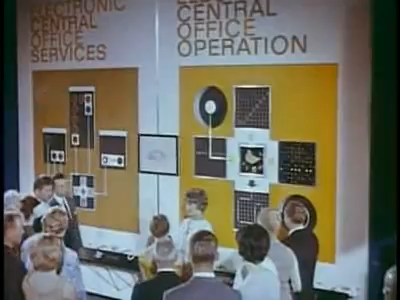 ELECTRONIC
CENTRAL
OFFICE
SERVICES
CENTRAL
OFFICE
OPERATION